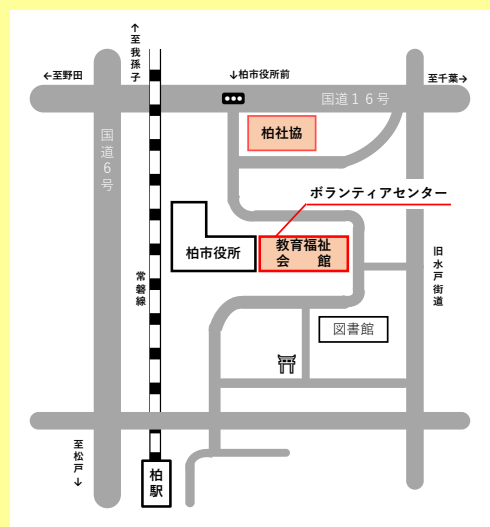 ↑至我孫子
←至野田
↓柏市役所前
至千葉→
国道１６号
国道６号
柏社協
ボランティアセンター
柏市役所
教育福祉
会　館
旧水戸街道
常磐線
図書館
至松戸↓
柏駅